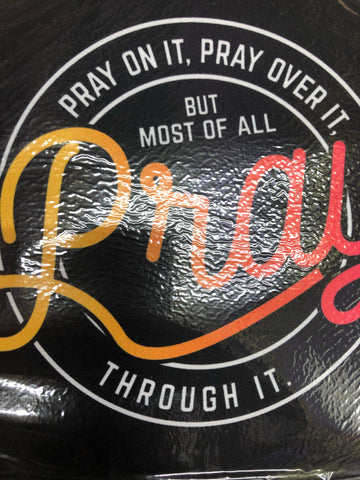 PRAY ON IT, PRAY OVER IT,
BUT
MOST OF ALL
Pray
THROUGH IT.